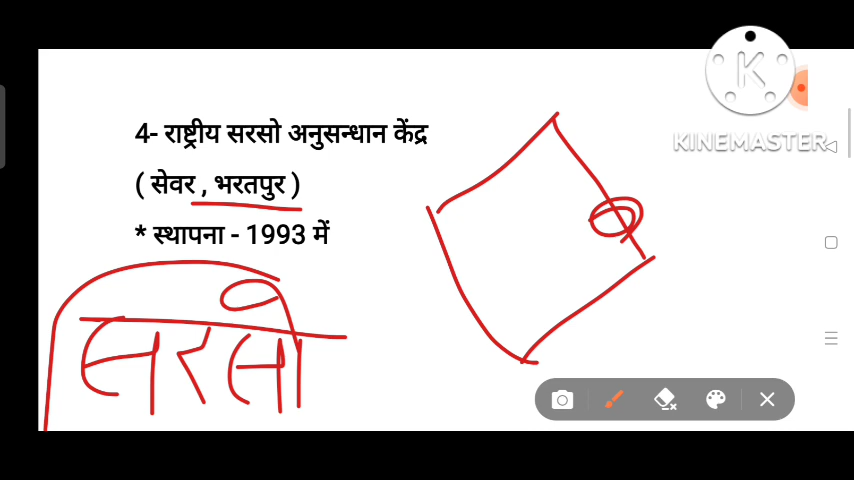 4- राष्ट्रीय सरसो अनुसन्धान केंद्र
( सेवर , भरतपुर )
* स्थापना - 1993 में
सरसो
K
KINEMASTER